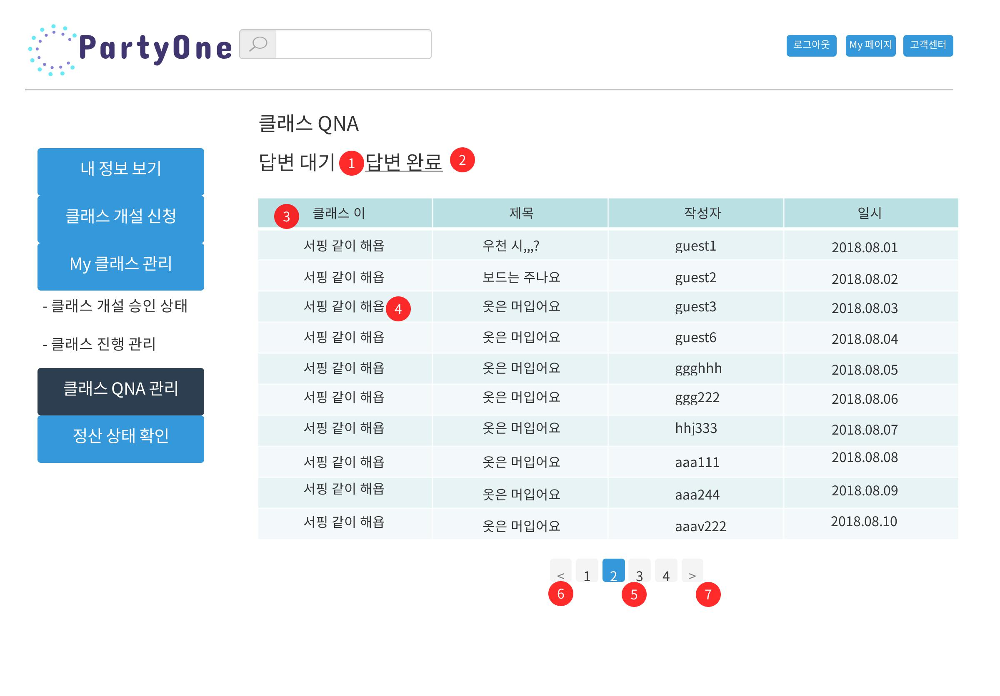 PartyOne
로그아웃 My 페이지 고객센터
클래스 QNA
답변 대기 1 답변 완료 2
내 정보 보기
클래스 개설 신청
My 클래스 관리
- 클래스 개설 승인 상태
- 클래스 진행 관리
클래스 QNA 관리
정산 상태 확인
3 클래스 이 제목 작성자 일시
서핑 같이 해욥 우천 시,,,? guest1 2018.08.01
서핑 같이 해욥 보드는 주나요 guest2 2018.08.02
서핑 같이 해욥 4 옷은 머입어요 guest3 2018.08.03
서핑 같이 해욥 옷은 머입어요 guest6 2018.08.04
서핑 같이 해욥 옷은 머입어요 ggghhh 2018.08.05
서핑 같이 해욥 옷은 머입어요 ggg222 2018.08.06
서핑 같이 해욥 옷은 머입어요 hhj333 2018.08.07
서핑 같이 해욥 옷은 머입어요 aaa111 2018.08.08
서핑 같이 해욥 옷은 머입어요 aaa244 2018.08.09
서핑 같이 해욥 옷은 머입어요 aaav222 2018.08.10
< 1 2 3 4 >
6 5 7